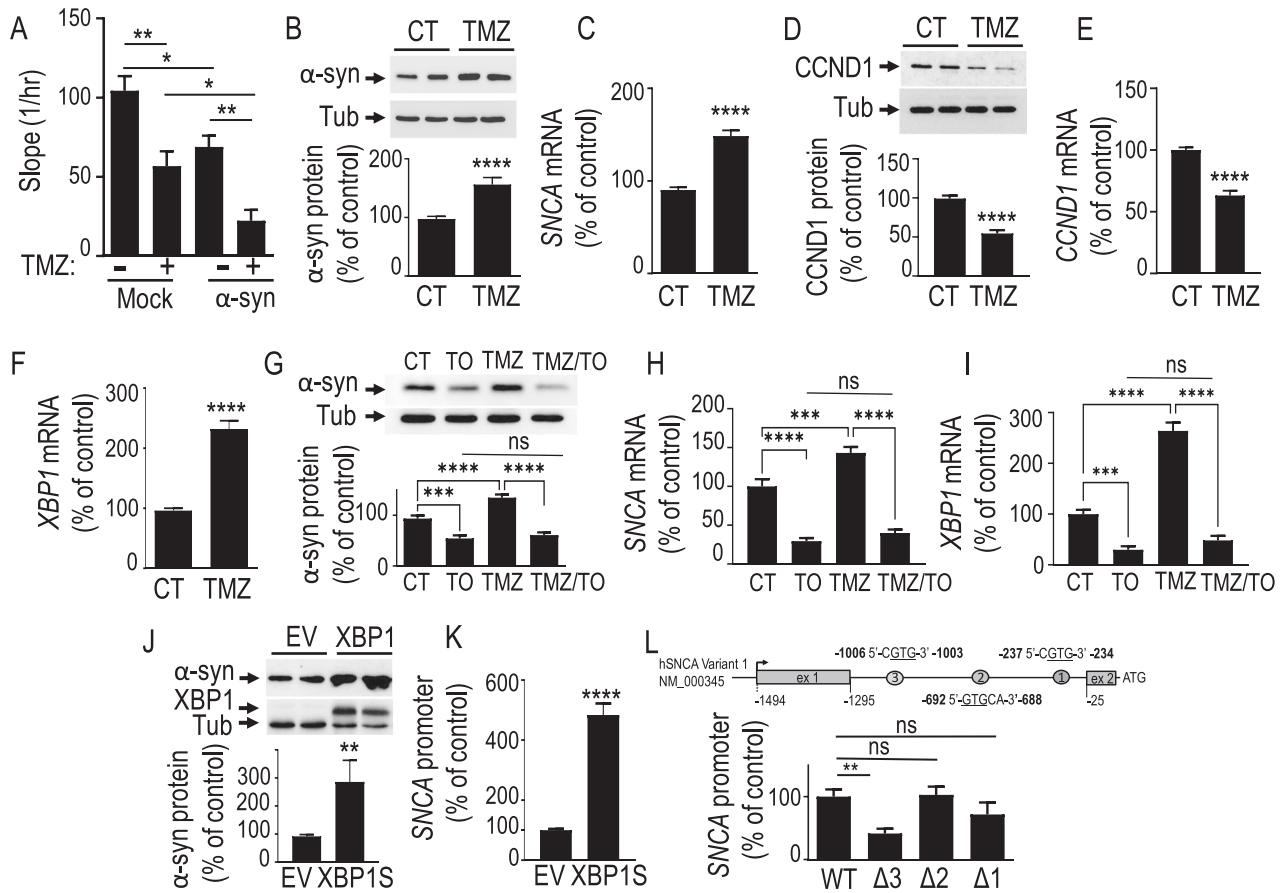 A
Slope (1/hr)
150
100
50
0
**
*
*
**
TMZ:
-
+
-
+
Mock
α-syn
B
CT
TMZ
α-syn
Tub
α-syn protein
(% of control)
200
100
0
****
CT
TMZ
C
SNCA mRNA
(% of control)
200
100
0
****
CT
TMZ
D
CT
TMZ
CCND1
Tub
CCND1 protein
(% of control)
150
100
50
0
****
CT
TMZ
E
CCND1 mRNA
(% of control)
150
100
50
0
****
CT
TMZ
F
XBP1 mRNA
(% of control)
300
200
100
0
****
CT
TMZ
G
CT
TO
TMZ
TMZ/TO
α-syn
Tub
α-syn protein
(% of control)
100
0
ns
****
****
***
CT
TO
TMZ
TMZ/TO
H
SNCA mRNA
(% of control)
200
150
100
50
0
ns
***
****
****
CT
TO
TMZ
TMZ/TO
I
XBP1 mRNA
(% of control)
300
200
100
0
ns
****
****
***
CT
TO
TMZ
TMZ/TO
J
EV
XBP1
α-syn
XBP1
Tub
α-syn protein
(% of control)
300
200
100
0
**
EV
XBP1S
K
SNCA promoter
(% of control)
600
400
200
0
****
EV
XBP1S
L
hSNCA Variant 1
NM_000345
-1006 5'-CGTG-3' -1003
-237 5'-CGTG-3' -234
ex 1
3
2
1
ex 2
ATG
-1494
-1295
-692 5'-GTGCA-3'-688
-25
SNCA promoter
(% of control)
100
0
ns
ns
**
WT
Δ3
Δ2
Δ1